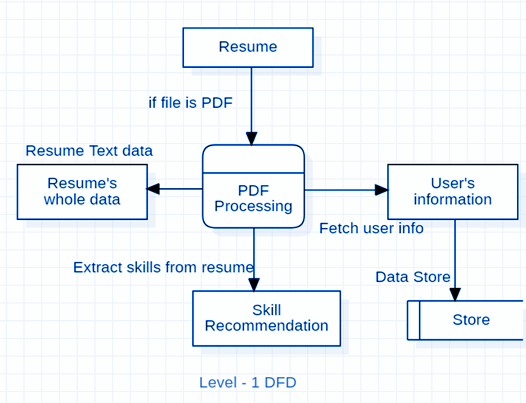 Resume
if file is PDF
Resume Text data
Resume's
whole data
PDF
Processing
User's
information
Fetch user info
Extract skills from resume
Data Store
Skill
Recommendation
Store
Level - 1 DFD